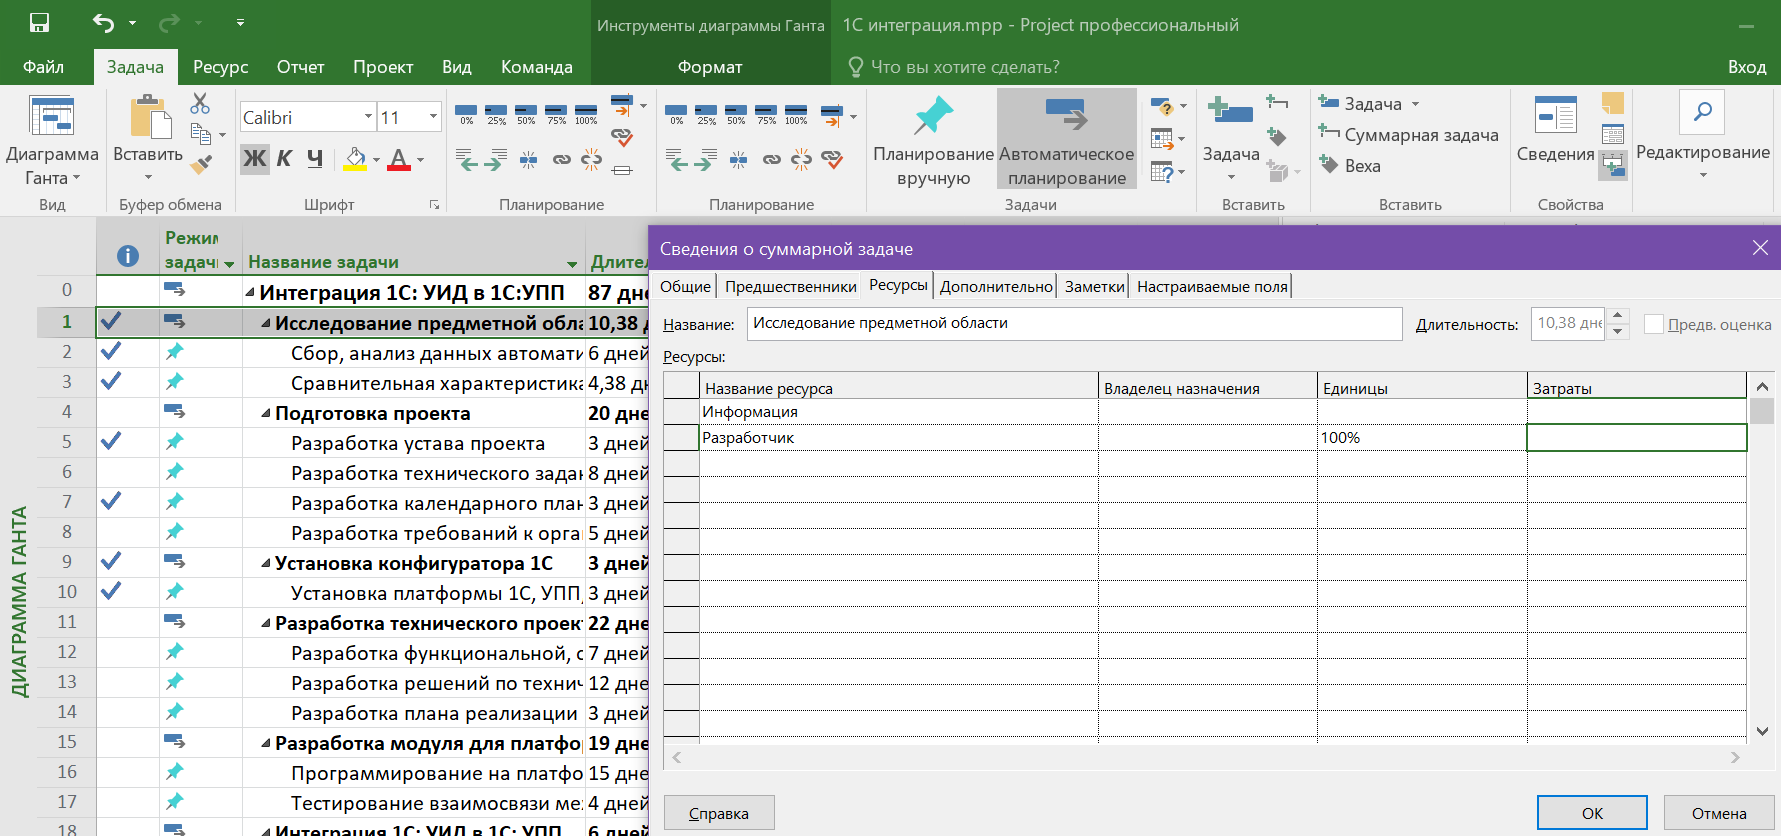 Инструменты диаграммы Ганта
1С интеграция.mpp - Project профессиональный
Файл
Задача
Ресурс
Отчет
Проект
Вид
Команда
Формат
Что вы хотите сделать?
Вход
Диаграмма Ганта
Вид
Вставить
Буфер обмена
Calibri
11
Ж К Ч
А
Шрифт
0% 25% 50% 75% 100%
Планирование
0% 25% 50% 75% 100%
Планирование
Планирование вручную
Автоматическое планирование
Задачи
Задача
Вставить
Задача
Суммарная задача
Веха
Вставить
Сведения
Свойства
Редактирование
Режим задачи
Название задачи
Длител
0 Интеграция 1С: УИД в 1С:УПП 87 дне
1 Исследование предметной обла 10,38 д
2 Сбор, анализ данных автомати 6 дней
3 Сравнительная характеристика 4,38 дн
4 Подготовка проекта 20 дне
5 Разработка устава проекта 3 дней
6 Разработка технического задан 8 дней
7 Разработка календарного план 3 дней
8 Разработка требований к орга 5 дней
9 Установка конфигуратора 1С 3 дней
10 Установка платформы 1С, УПП, 3 дней
11 Разработка технического проек 22 дне
12 Разработка функциональной, с 7 дней
13 Разработка решений по технич 12 дне
14 Разработка плана реализации 3 дней
15 Разработка модуля для платфо 19 дне
16 Программирование на платфо 15 дне
17 Тестирование взаимосвязи ме 4 дней
18 Интеграция 1С: УИД в 1С: УПП 6 дней
ДИАГРАММА ГАНТА
Сведения о суммарной задаче
Общие
Предшественники
Ресурсы
Дополнительно
Заметки
Настраиваемые поля
Название: Исследование предметной области
Длительность: 10,38 дне
Предв. оценка
Ресурсы:
Название ресурса Владелец назначения Единицы Затраты
Информация
Разработчик 100%
Справка
ОК
Отмена